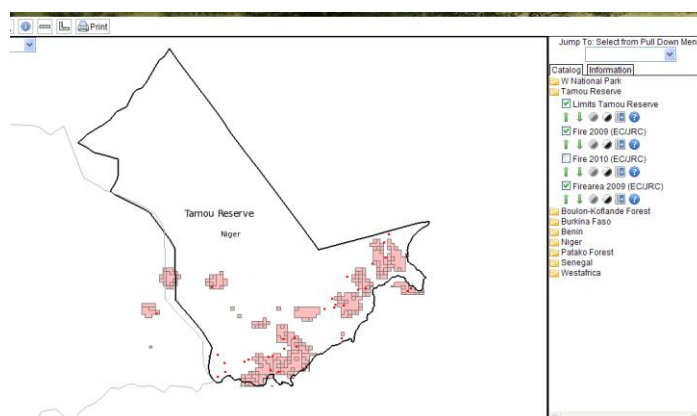 Print
Jump To: Select from Pull Down Men
Catalog Information
W National Park
Tamou Reserve
Limits Tamou Reserve
Fire 2009 (EC/JRC)
Fire 2010 (EC/JRC)
Firearea 2009 (EC/JRC)
Boulon-Koflande Forest
Burkina Faso
Benin
Niger
Patako Forest
Senegal
Westafrica
Tamou Reserve
Niger